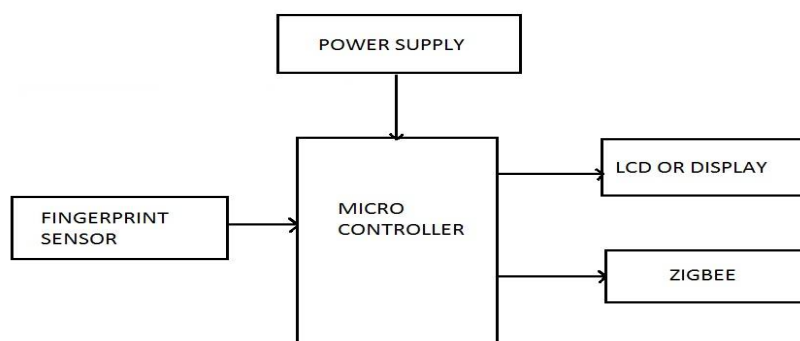 POWER SUPPLY
LCD OR DISPLAY
FINGERPRINT
SENSOR
MICRO
CONTROLLER
ZIGBEE